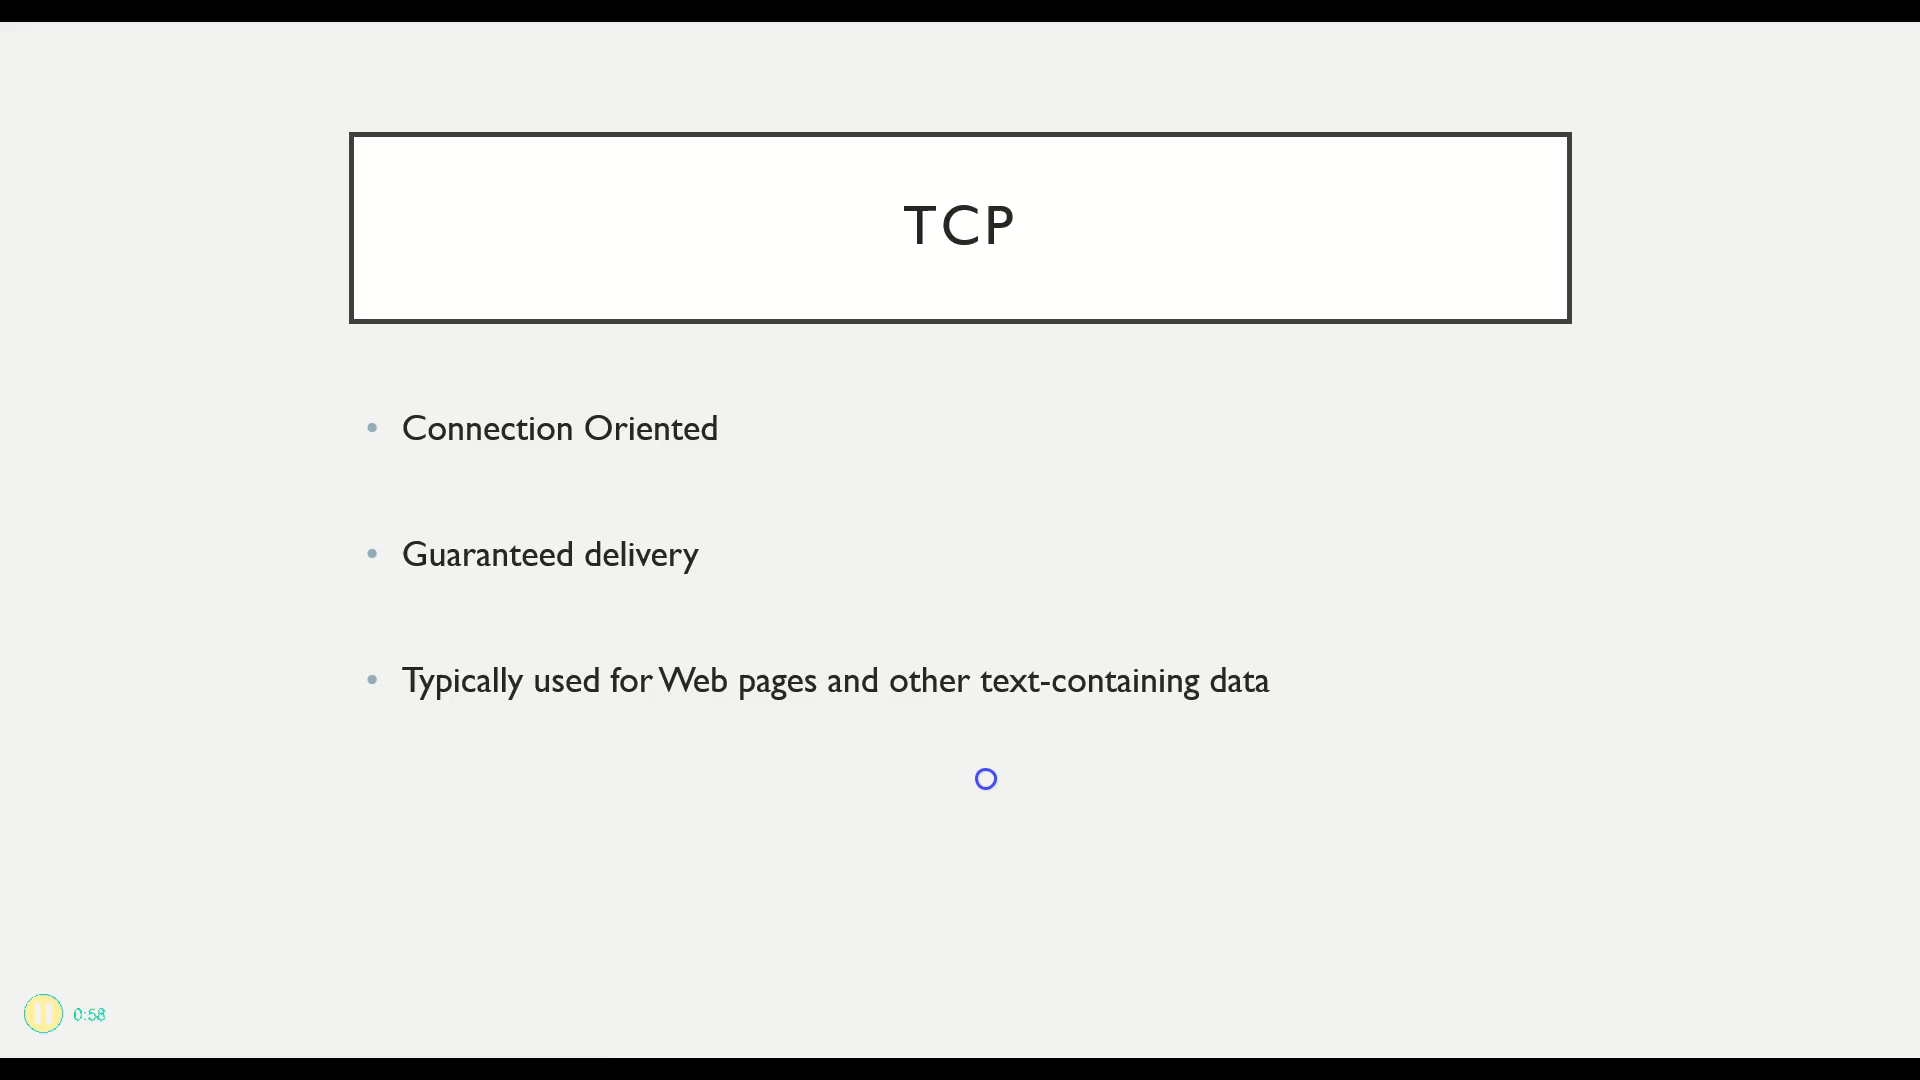 TCP
• Connection Oriented
• Guaranteed delivery
• Typically used for Web pages and other text-containing data
0:58